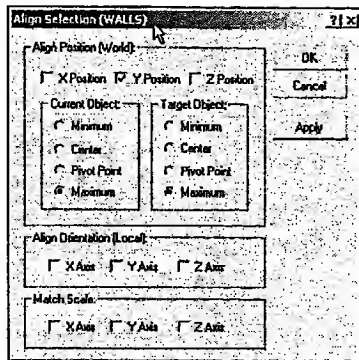 Align Selection (WALLS)
Align Position (World):
X Position Y Position Z Position
Current Object: Target Object:
Minimum Minimum
Center Center
Pivot Point Pivot Point
Maximum Maximum
Align Orientation (Local):
X Axis Y Axis Z Axis
Match Scale:
X Axis Y Axis Z Axis
OK
Cancel
Apply